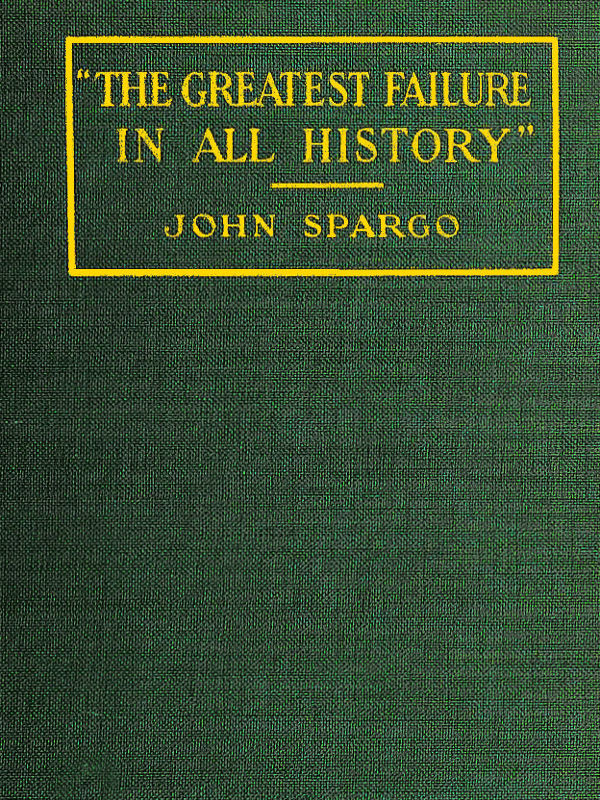 “THE GREATEST FAILURE
IN ALL HISTORY”
JOHN SPARGO